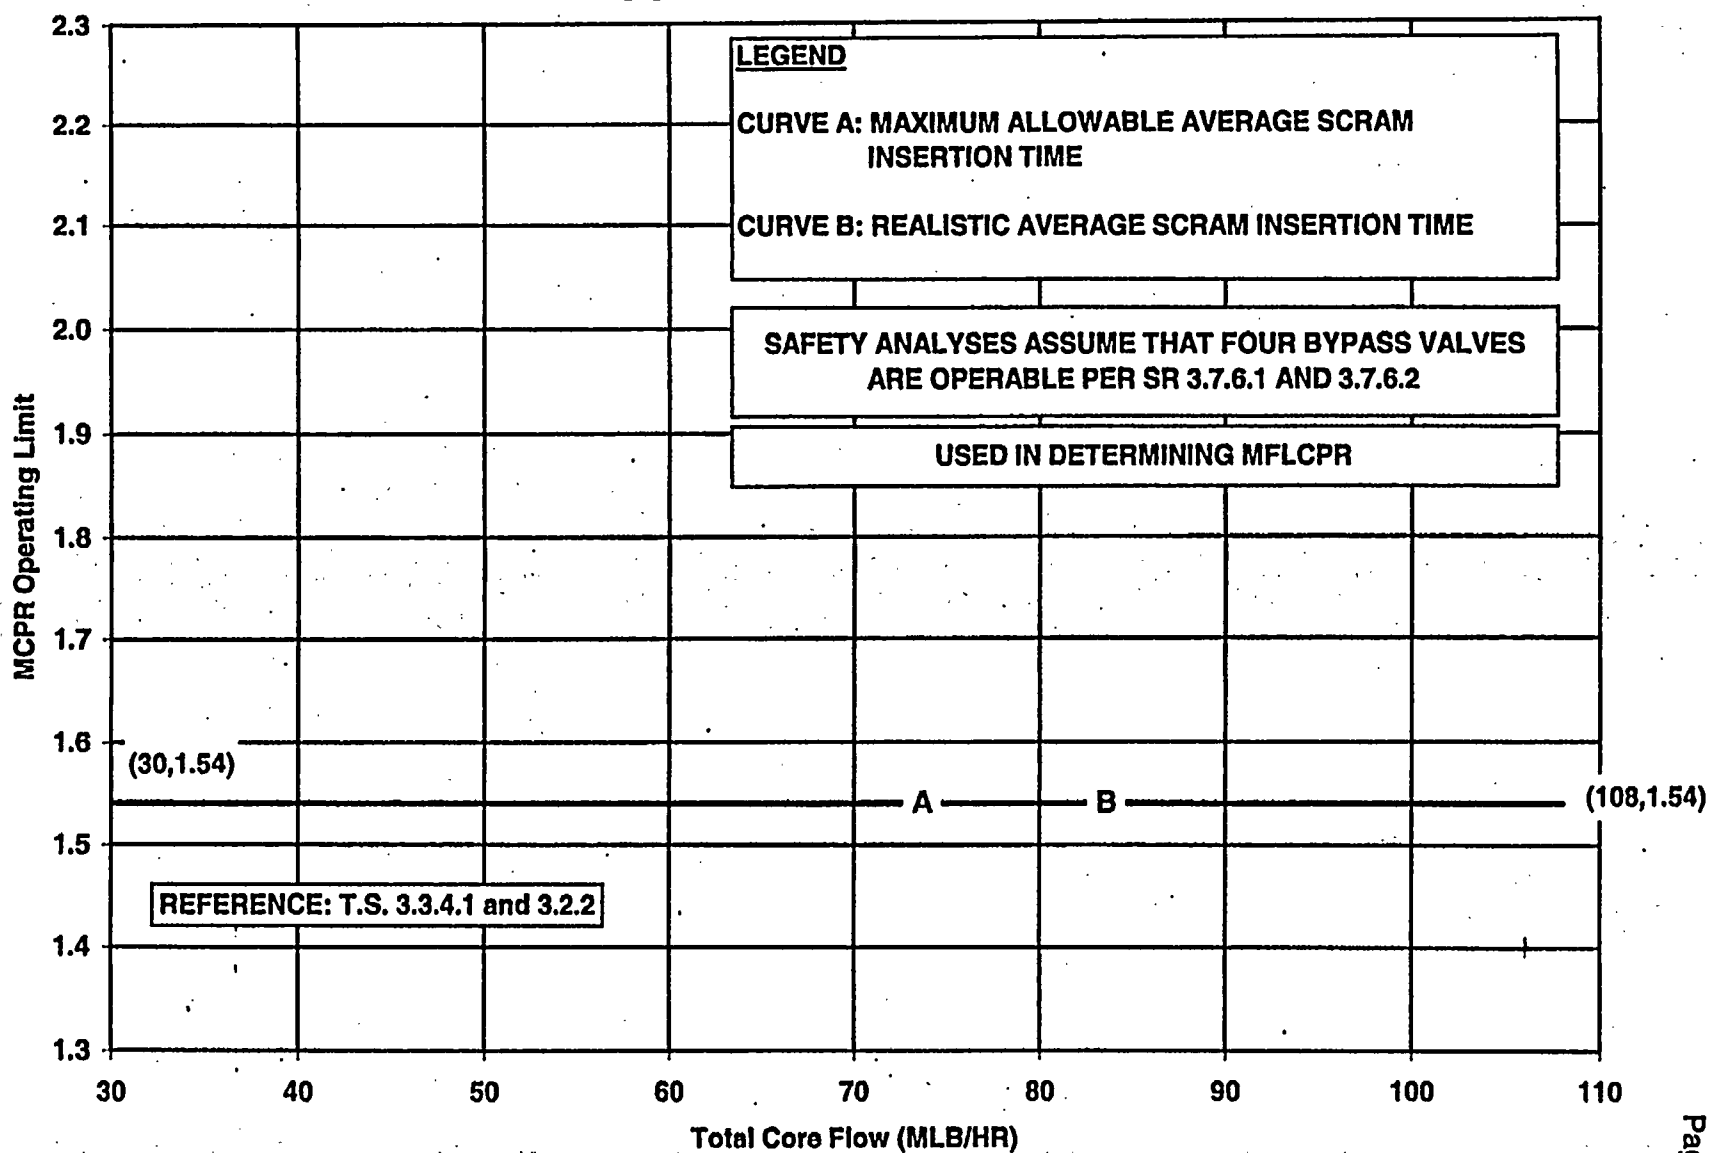 2.3
2.2
2.1
2.0
1.9
1.8
1.7
1.6
1.5
1.4
1.3
MCPR Operating Limit
LEGEND
CURVE A: MAXIMUM ALLOWABLE AVERAGE SCRAM
INSERTION TIME
CURVE B: REALISTIC AVERAGE SCRAM INSERTION TIME
SAFETY ANALYSES ASSUME THAT FOUR BYPASS VALVES
ARE OPERABLE PER SR 3.7.6.1 AND 3.7.6.2
USED IN DETERMINING MFLCPR
(30,1.54)
A
B
(108,1.54)
REFERENCE: T.S. 3.3.4.1 and 3.2.2
30 40 50 60 70 80 90 100 110
Total Core Flow (MLB/HR)